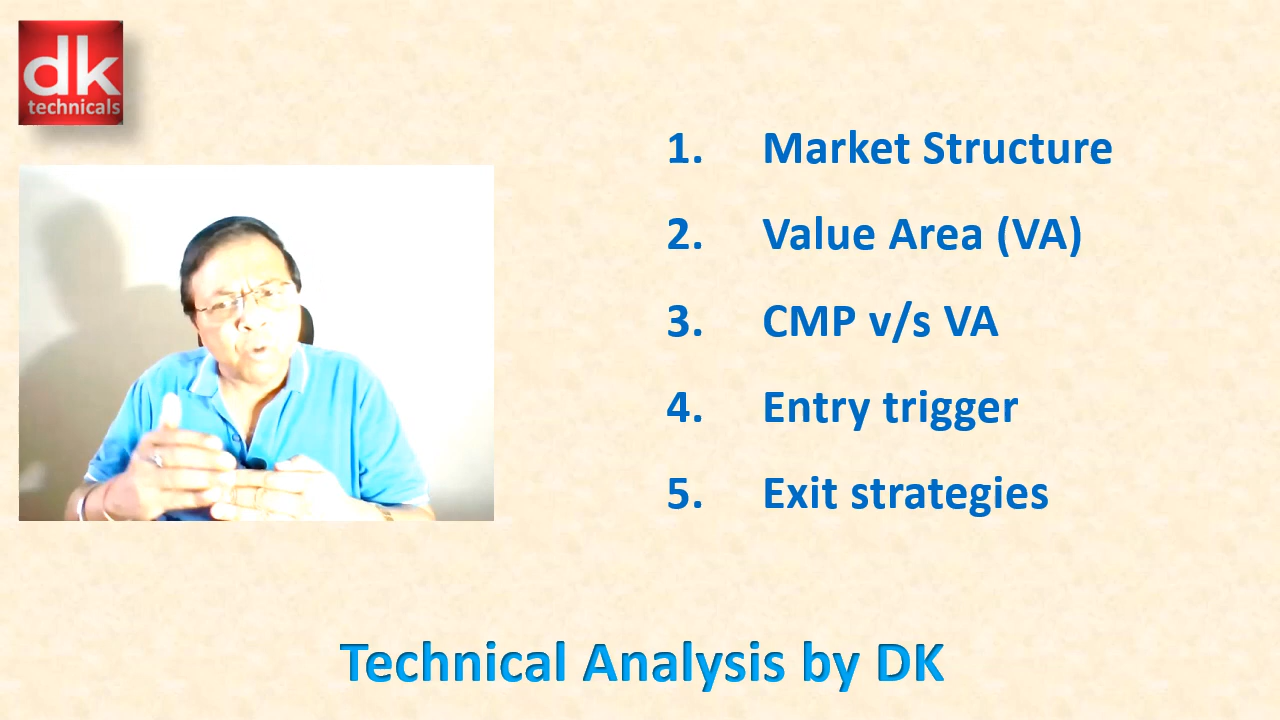 dk
technicals
1. Market Structure
2. Value Area (VA)
3. CMP v/s VA
4. Entry trigger
5. Exit strategies
Technical Analysis by DK